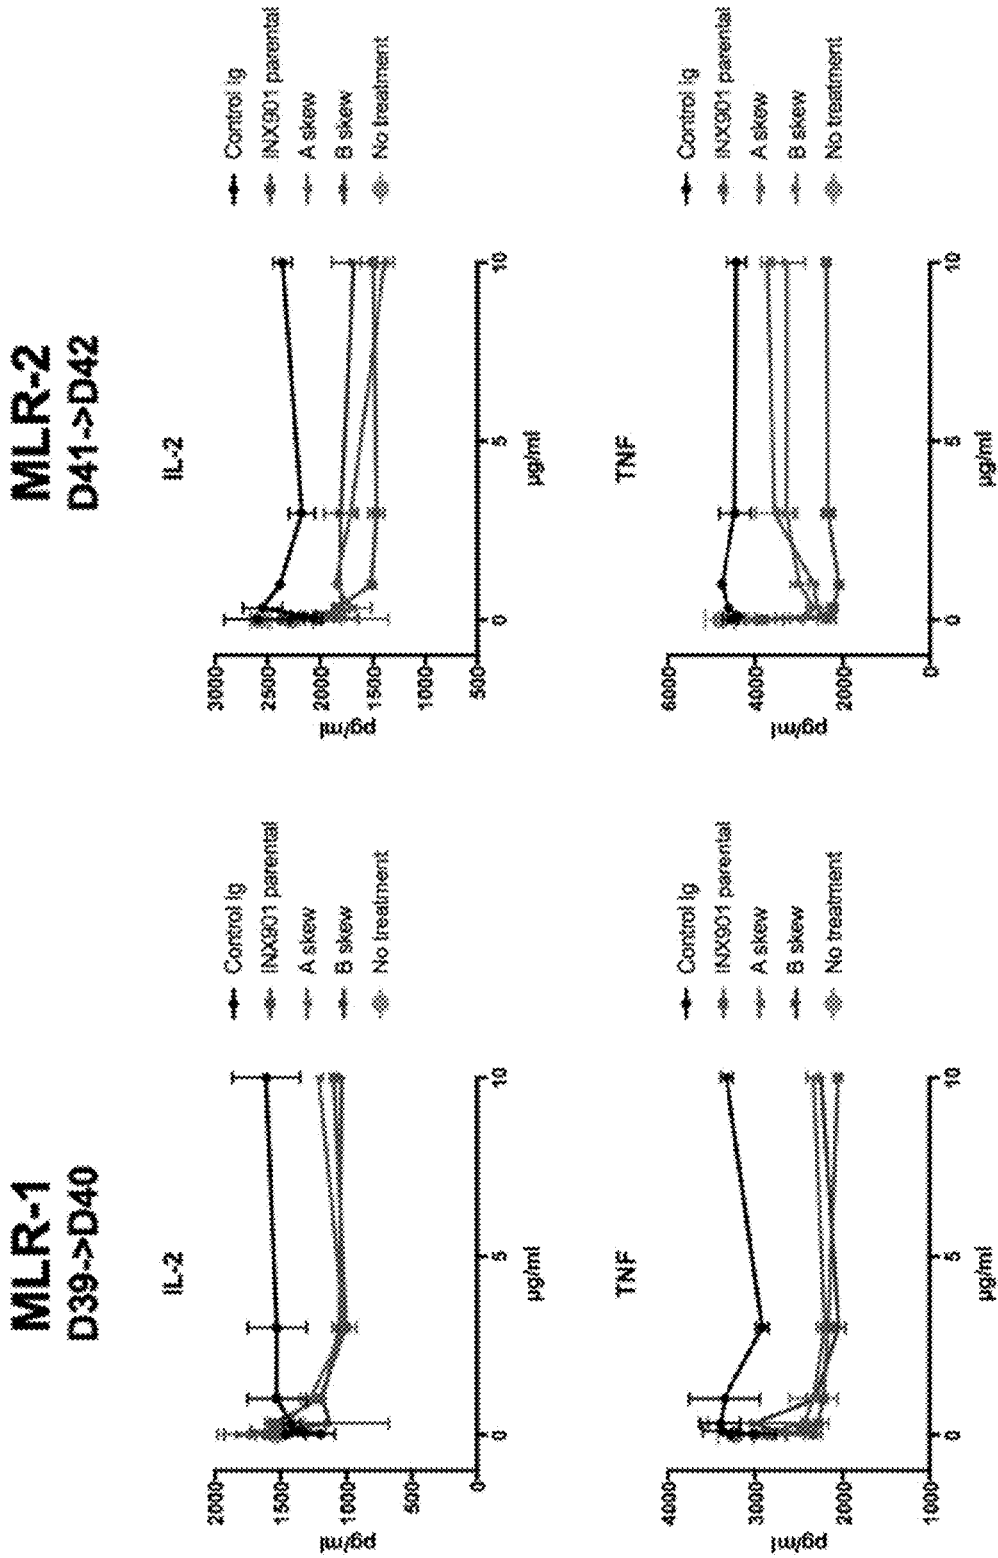 MLR-1
D39->D40
IL-2
pg/ml
2000
1500
1000
500
0
0
5
10
µg/ml
Control Ig
INX901 parental
A skew
B skew
No treatment
TNF
pg/ml
4000
3000
2000
1000
0
5
10
µg/ml
Control Ig
INX901 parental
A skew
B skew
No treatment
MLR-2
D41->D42
IL-2
pg/ml
3000
2500
2000
1500
1000
500
0
5
10
µg/ml
Control Ig
INX901 parental
A skew
B skew
No treatment
TNF
pg/ml
6000
4000
2000
0
0
5
10
µg/ml
Control Ig
INX901 parental
A skew
B skew
No treatment